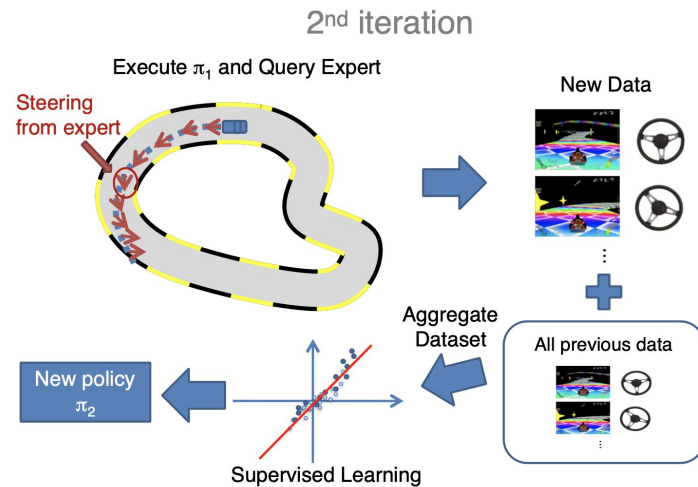 2nd iteration
Execute π1 and Query Expert
Steering
from expert
New Data
...
Aggregate
Dataset
All previous data
...
New policy
π2
Supervised Learning